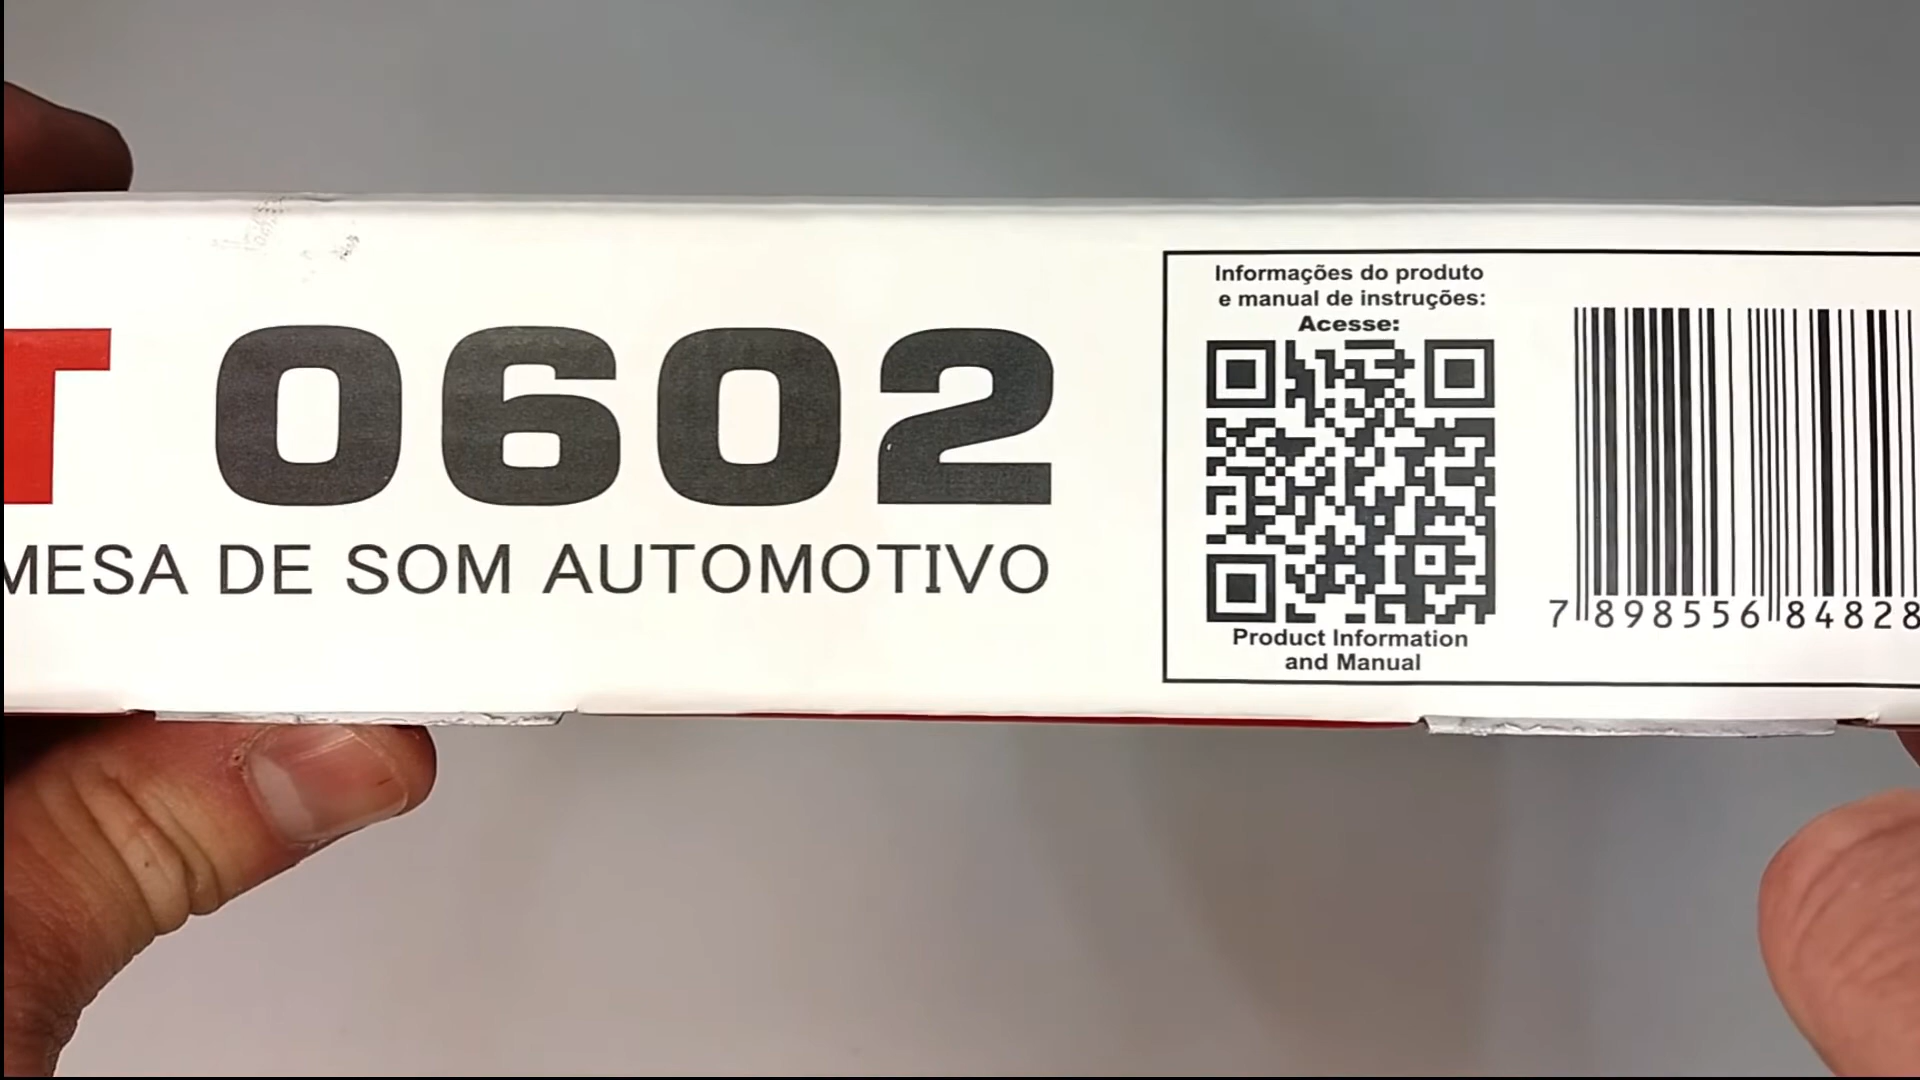 T 0602
MESA DE SOM AUTOMOTIVO
Informações do produto
e manual de instruções:
Acesse:
Product Information
and Manual
7 898556 84828